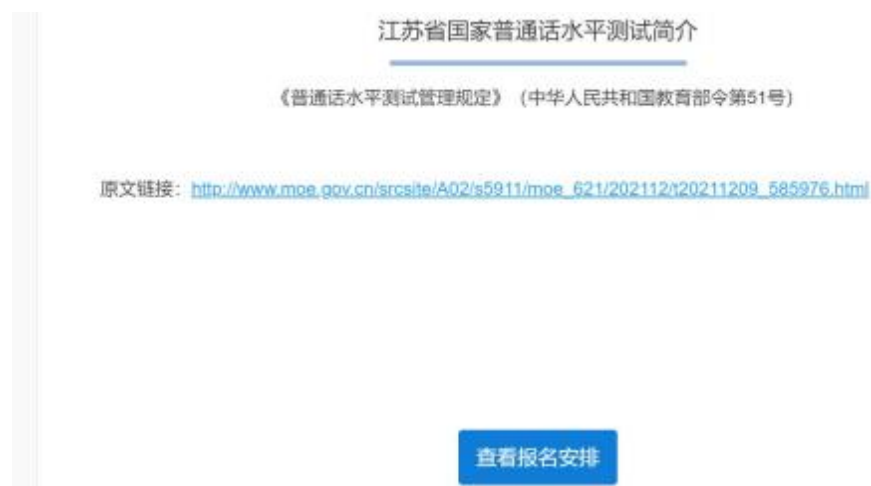 江苏省国家普通话水平测试简介
《普通话水平测试管理规定》（中华人民共和国教育部令第51号）
原文链接：http://www.moe.gov.cn/srcsite/A02/s5911/moe_621/202112/t20211209_585976.html
查看报名安排